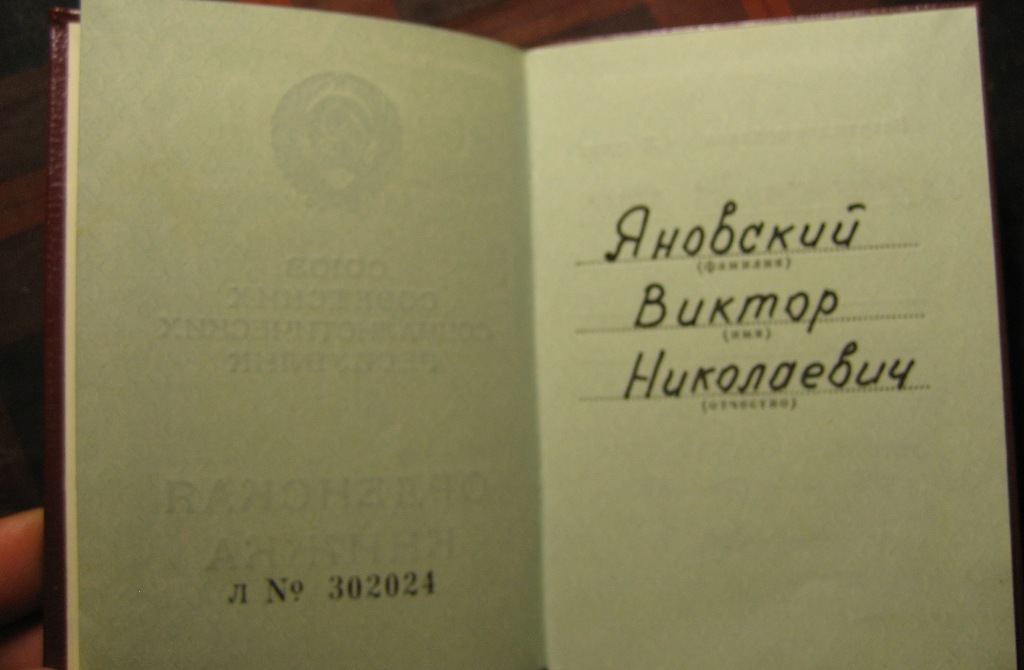 Л № 302024
Яновский
(фамилия)
Виктор
(имя)
Николаевич
(отчество)